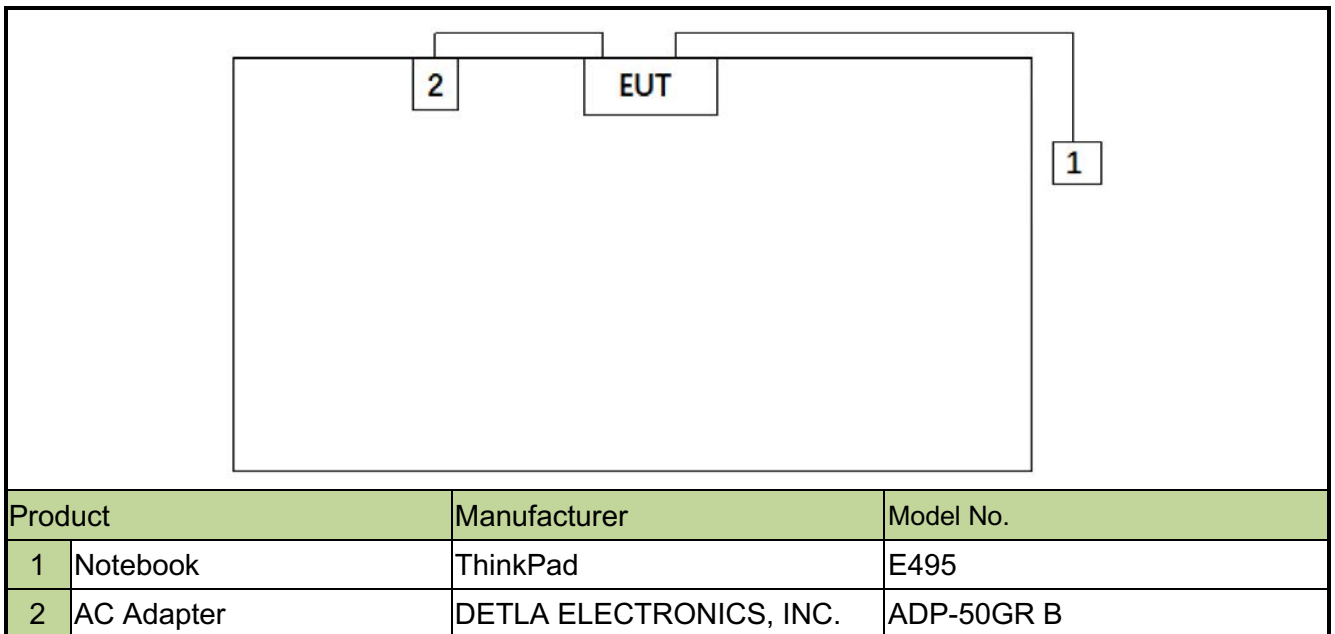 2 EUT
1
Product Manufacturer Model No.
1 Notebook ThinkPad E495
2 AC Adapter DETLA ELECTRONICS, INC. ADP-50GR B